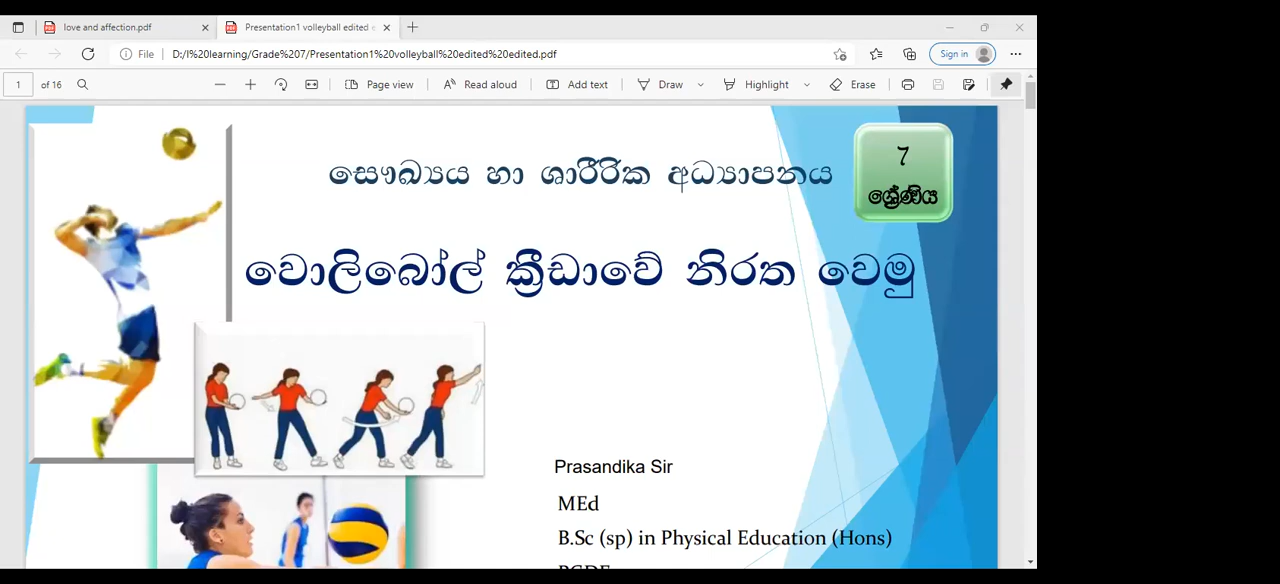 love and affection.pdf
Presentation1 volleyball edited e
File
D:/I%20learning/Grade%207/Presentation1%20volleyball%20edited%20edited.pdf
Sign in
1 of 16
Page view
Read aloud
Add text
Draw
Highlight
Erase
සෞඛ්‍යය හා ශාරීරික අධ්‍යාපනය
7
ශ්‍රේණිය
වොලිබෝල් ක්‍රීඩාවේ නිරත වෙමු
Prasandika Sir
MEd
B.Sc (sp) in Physical Education (Hons)
PGDE